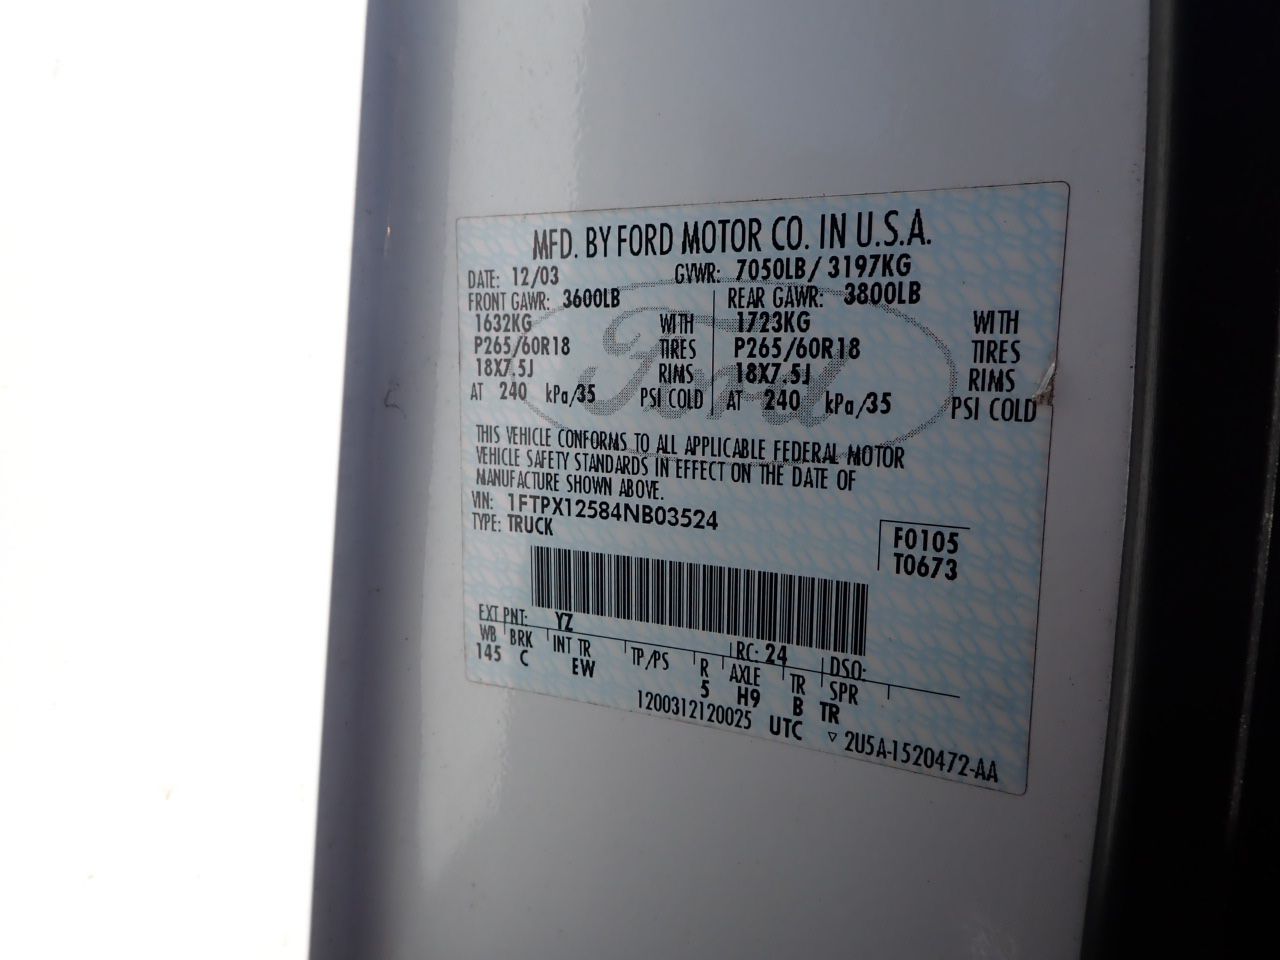 MFD. BY FORD MOTOR CO. IN U.S.A.
DATE: 12/03 GVWR: 7050LB/ 3197KG
FRONT GAWR: 3600LB REAR GAWR: 3800LB
1632KG WITH 1723KG WITH
P265/60R18 TIRES P265/60R18 TIRES
18X7.5J RIMS 18X7.5J RIMS
AT 240 kPa/35 PSI COLD AT 240 kPa/35 PSI COLD
Ford
THIS VEHICLE CONFORMS TO ALL APPLICABLE FEDERAL MOTOR
VEHICLE SAFETY STANDARDS IN EFFECT ON THE DATE OF
MANUFACTURE SHOWN ABOVE.
VIN: 1FTPX12584NB03524
TYPE: TRUCK
F0105
T0673
EXT PNT: YZ RC: 24 DSO:
WB BRK INT TR TP/PS R AXLE TR SPR
145 C EW 5 H9 B TR
1200312120025 UTC ▽ 2U5A-1520472-AA